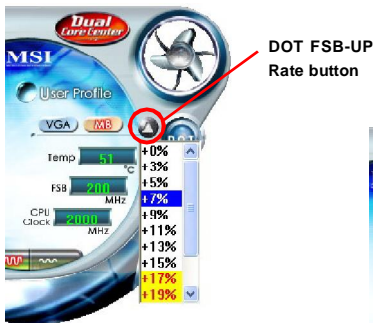 Dual
Core Center
MSI
User Profile
VGA MB
DOT
Temp 51 °C
FSB 200 MHz
CPU Clock 2000 MHz
+0%
+3%
+5%
+7%
+9%
+11%
+13%
+15%
+17%
+19%
DOT FSB-UP
Rate button